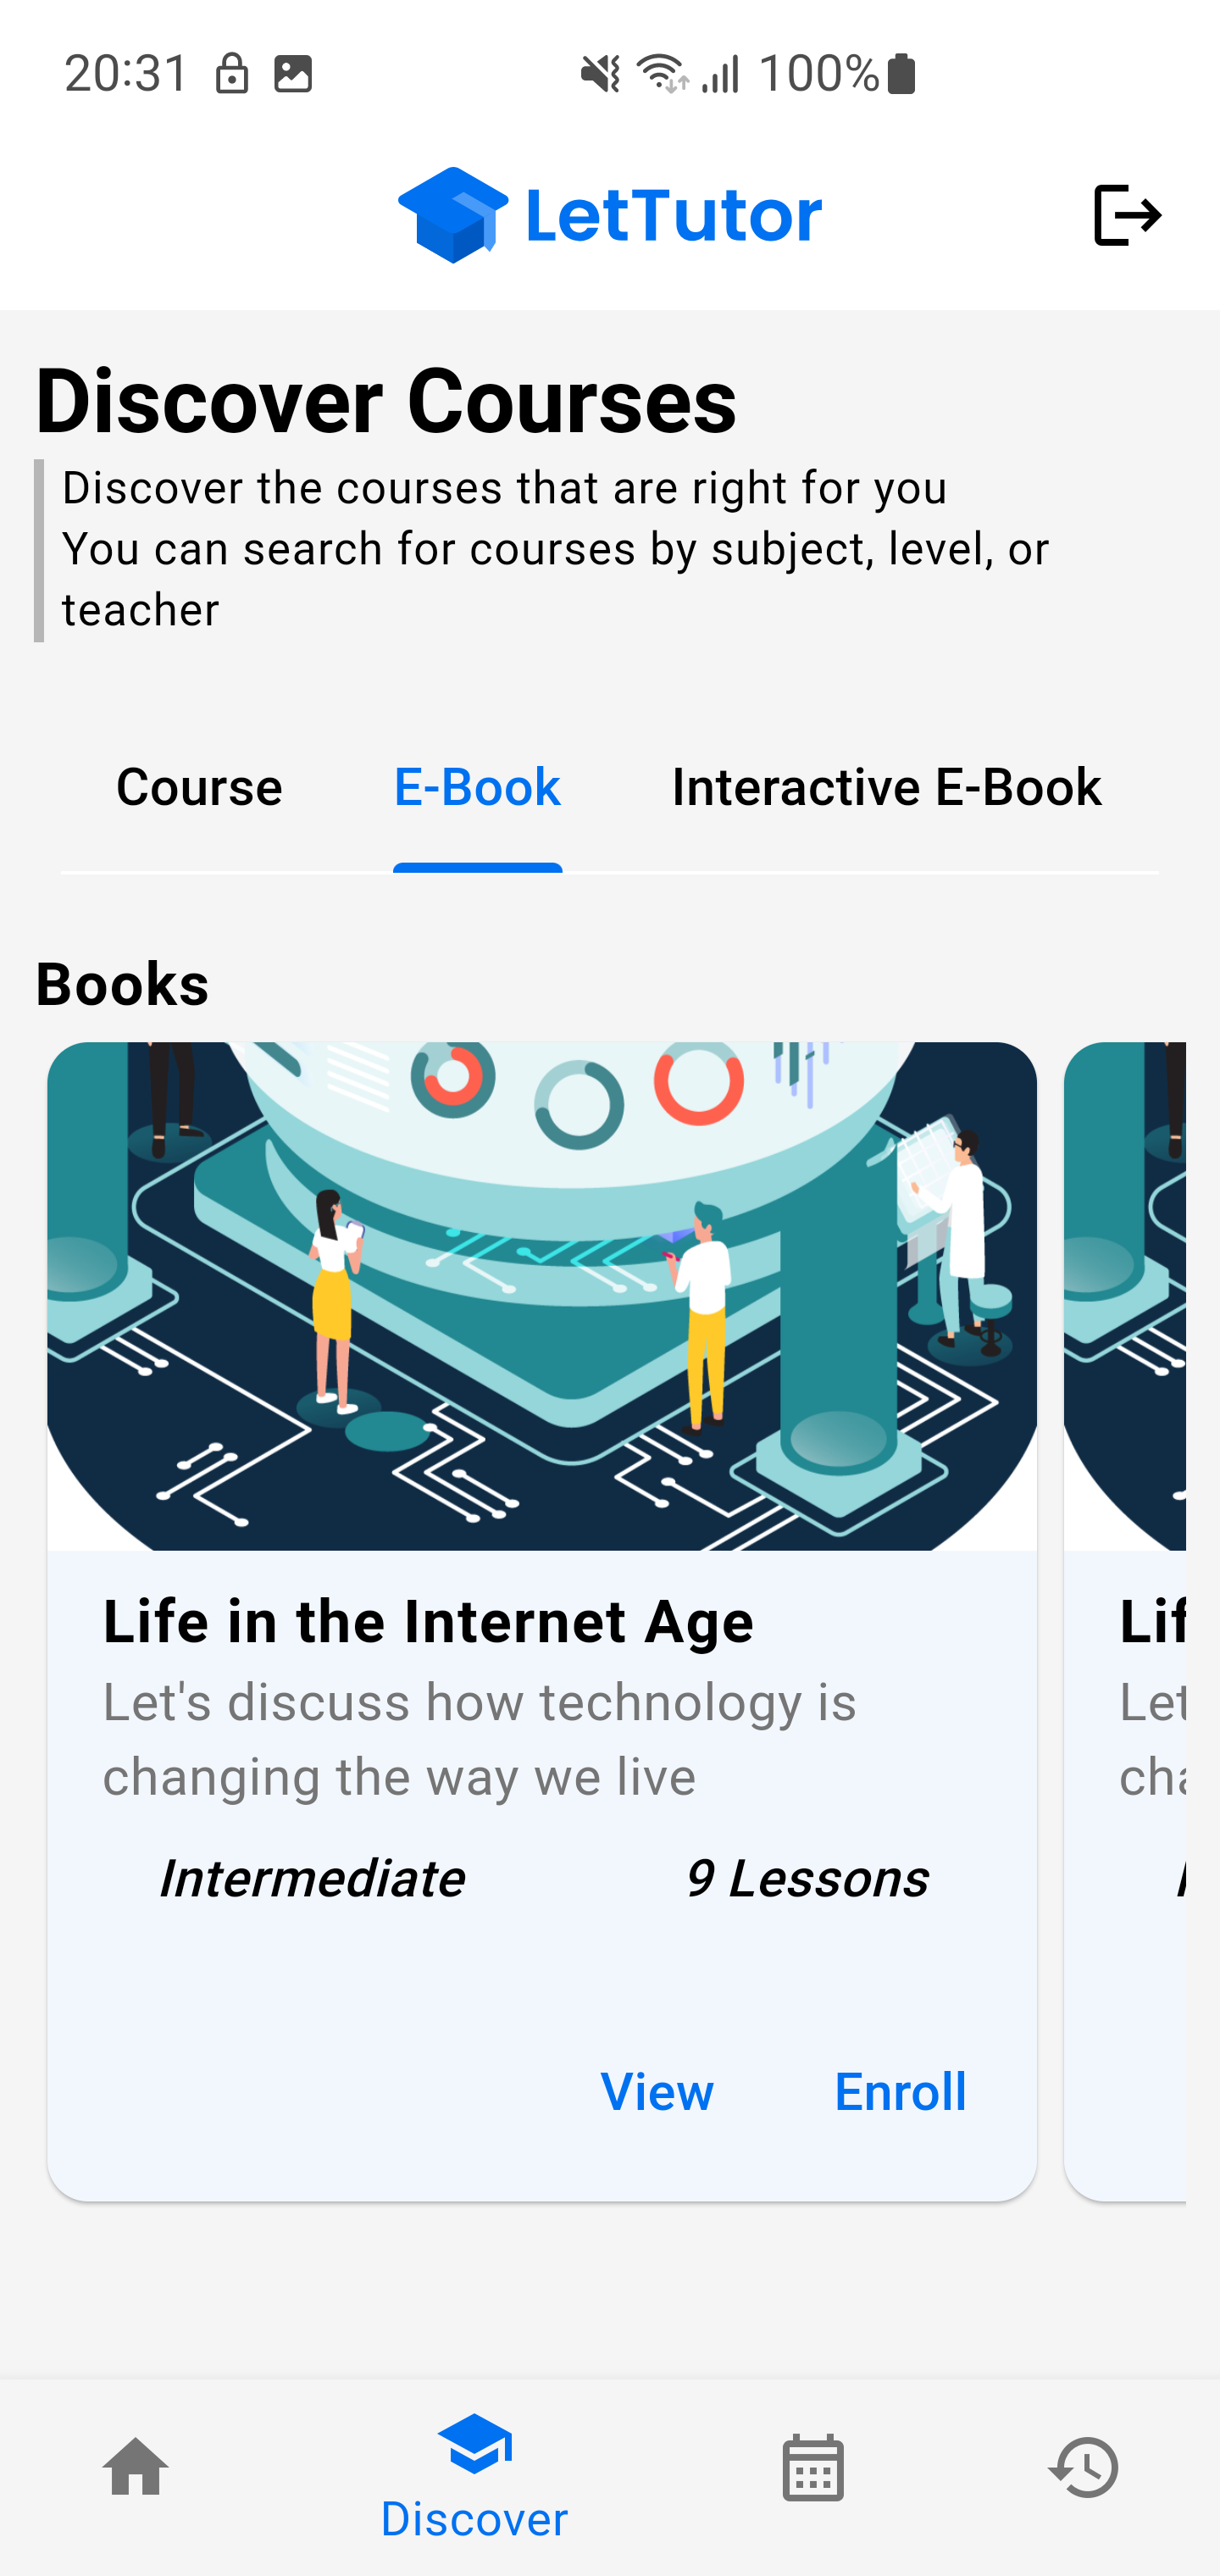 20:31 100%
LetTutor
Discover Courses
Discover the courses that are right for you
You can search for courses by subject, level, or
teacher
Course E-Book Interactive E-Book
Books
Life in the Internet Age Lif
Let's discuss how technology is Let
changing the way we live cha
Intermediate 9 Lessons I
View Enroll
Discover